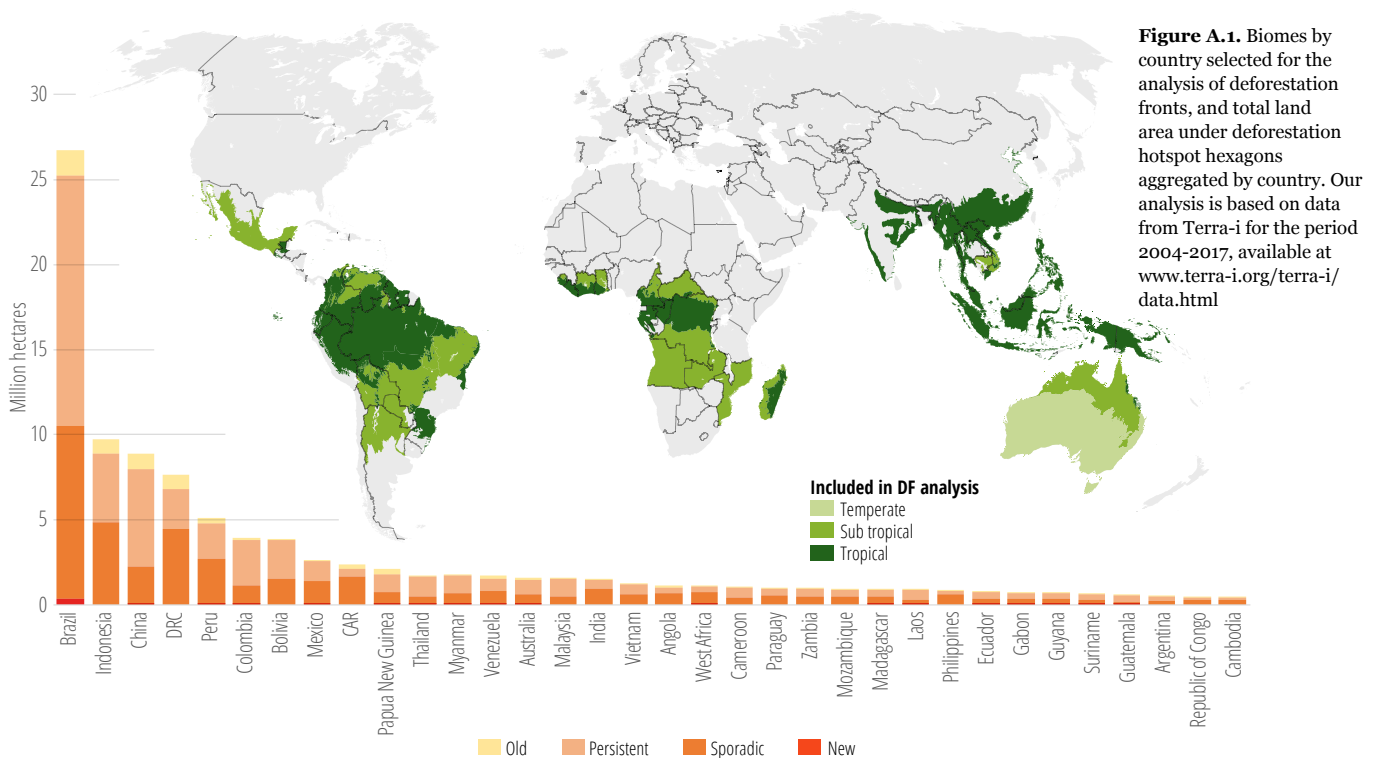 Figure A.1. Biomes by
country selected for the
analysis of deforestation
fronts, and total land
area under deforestation
hotspot hexagons
aggregated by country. Our
analysis is based on data
from Terra-i for the period
2004-2017, available at
www.terra-i.org/terra-i/
data.html
Million hectares
30
25
20
15
10
5
0
Included in DF analysis
Temperate
Sub tropical
Tropical
Brazil
Indonesia
China
DRC
Peru
Colombia
Bolivia
Mexico
CAR
Papua New Guinea
Thailand
Myanmar
Venezuela
Australia
Malaysia
India
Vietnam
Angola
West Africa
Cameroon
Paraguay
Zambia
Mozambique
Madagascar
Laos
Philippines
Ecuador
Gabon
Guyana
Suriname
Guatemala
Argentina
Republic of Congo
Cambodia
Old
Persistent
Sporadic
New